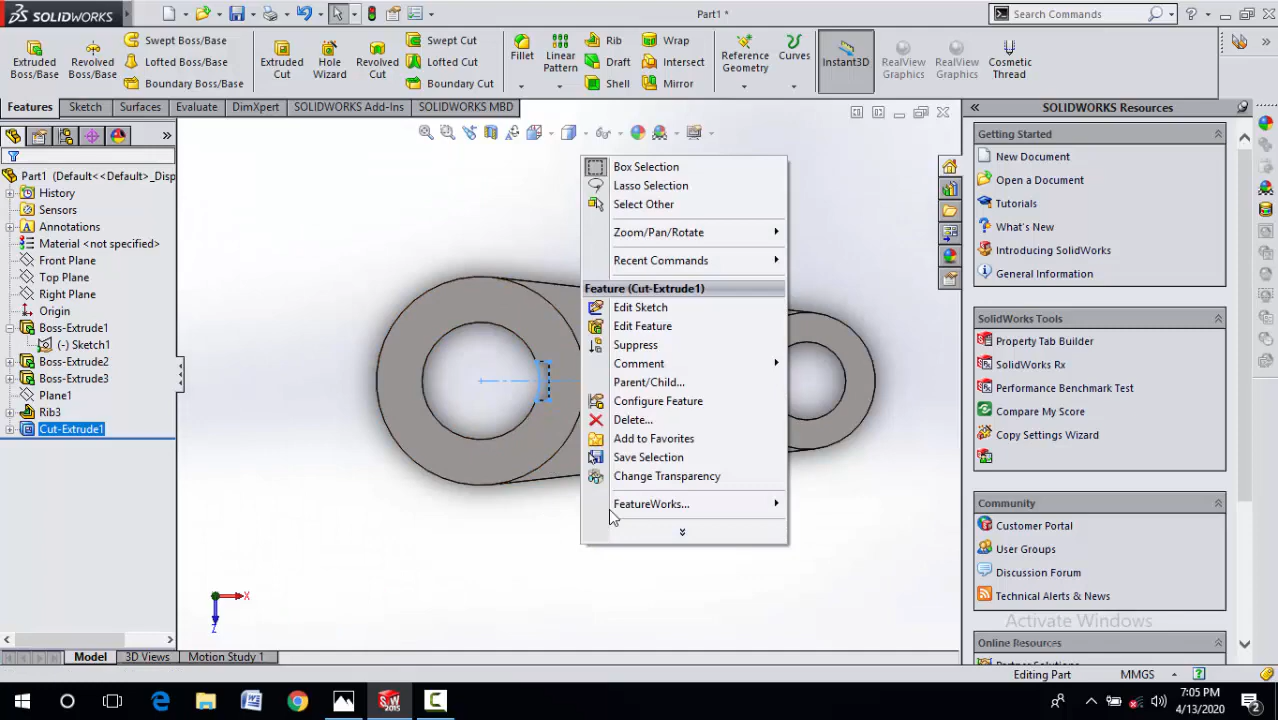 SOLIDWORKS
Part1 *
Search Commands
Extruded Boss/Base
Revolved Boss/Base
Swept Boss/Base
Lofted Boss/Base
Boundary Boss/Base
Extruded Cut
Hole Wizard
Revolved Cut
Swept Cut
Lofted Cut
Boundary Cut
Fillet
Linear Pattern
Rib
Draft
Shell
Wrap
Intersect
Mirror
Reference Geometry
Curves
Instant3D
RealView Graphics
RealView Graphics
Cosmetic Thread
Features
Sketch
Surfaces
Evaluate
DimXpert
SOLIDWORKS Add-Ins
SOLIDWORKS MBD
Part1 (Default<<Default>_Disp
History
Sensors
Annotations
Material <not specified>
Front Plane
Top Plane
Right Plane
Origin
Boss-Extrude1
(-) Sketch1
Boss-Extrude2
Boss-Extrude3
Plane1
Rib3
Cut-Extrude1
Box Selection
Lasso Selection
Select Other
Zoom/Pan/Rotate
Recent Commands
Feature (Cut-Extrude1)
Edit Sketch
Edit Feature
Suppress
Comment
Parent/Child...
Configure Feature
Delete...
Add to Favorites
Save Selection
Change Transparency
FeatureWorks...
X
Z
SOLIDWORKS Resources
Getting Started
New Document
Open a Document
Tutorials
What's New
Introducing SolidWorks
General Information
SolidWorks Tools
Property Tab Builder
SolidWorks Rx
Performance Benchmark Test
Compare My Score
Copy Settings Wizard
Community
Customer Portal
User Groups
Discussion Forum
Technical Alerts & News
Activate Windows
Online Resources
Model
3D Views
Motion Study 1
Editing Part
MMGS
7:05 PM
4/13/2020